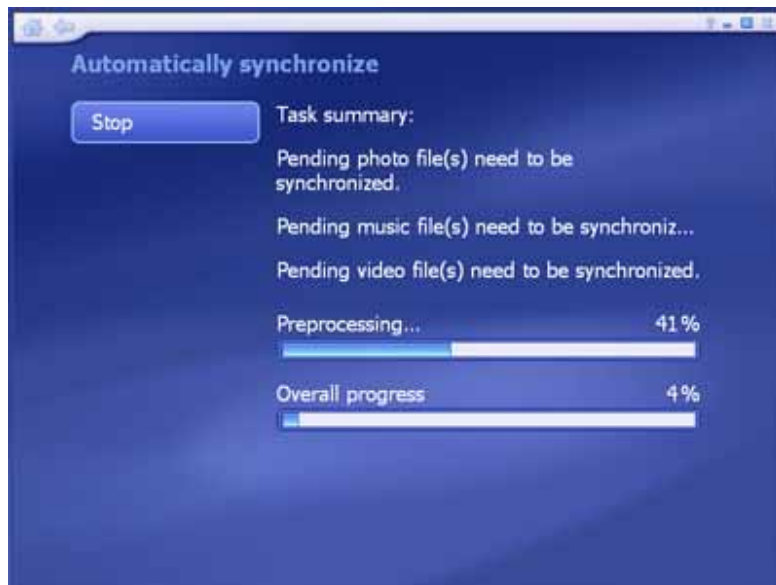 Automatically synchronize
Stop
Task summary:
Pending photo file(s) need to be
synchronized.
Pending music file(s) need to be synchroniz...
Pending video file(s) need to be synchronized.
Preprocessing... 41%
Overall progress 4%